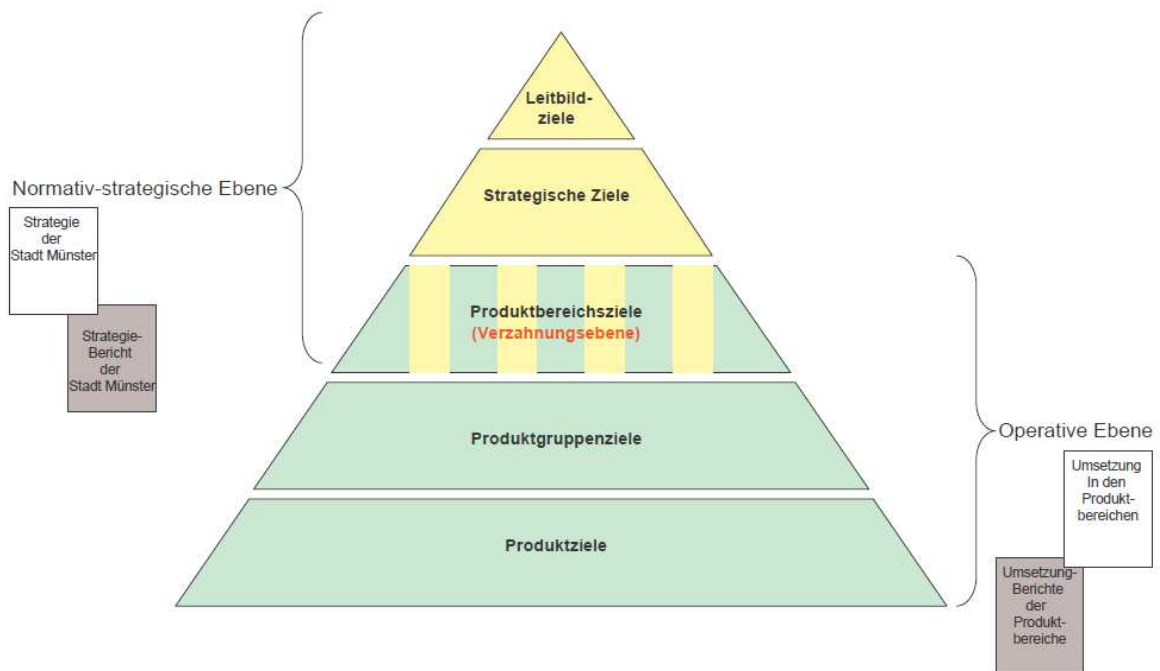 Leitbild-
ziele
Strategische Ziele
Normativ-strategische Ebene
Strategie
der
Stadt Münster
Strategie-
Bericht
der
Stadt Münster
Produktbereichsziele
(Verzahnungsebene)
Produktgruppenziele
Operative Ebene
Umsetzung
In den
Produkt-
bereichen
Produktziele
Umsetzung-
Berichte
der
Produkt-
bereiche